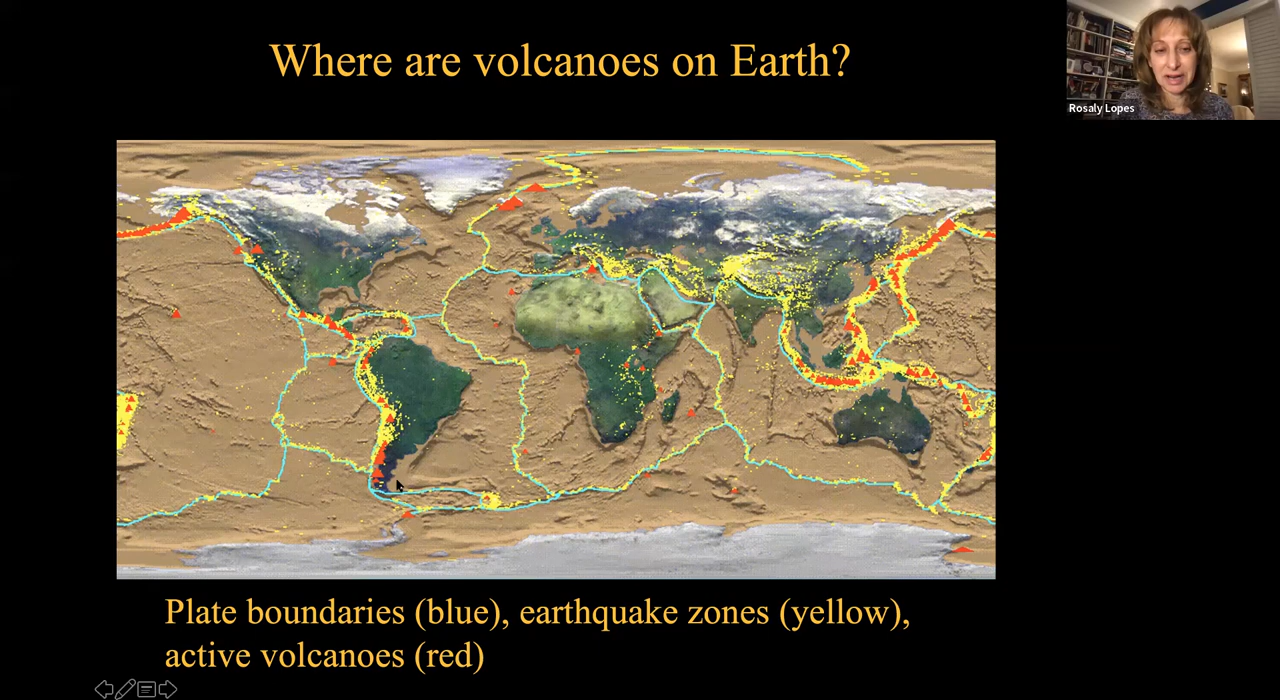 Where are volcanoes on Earth?
Rosaly Lopes
Plate boundaries (blue), earthquake zones (yellow),
active volcanoes (red)